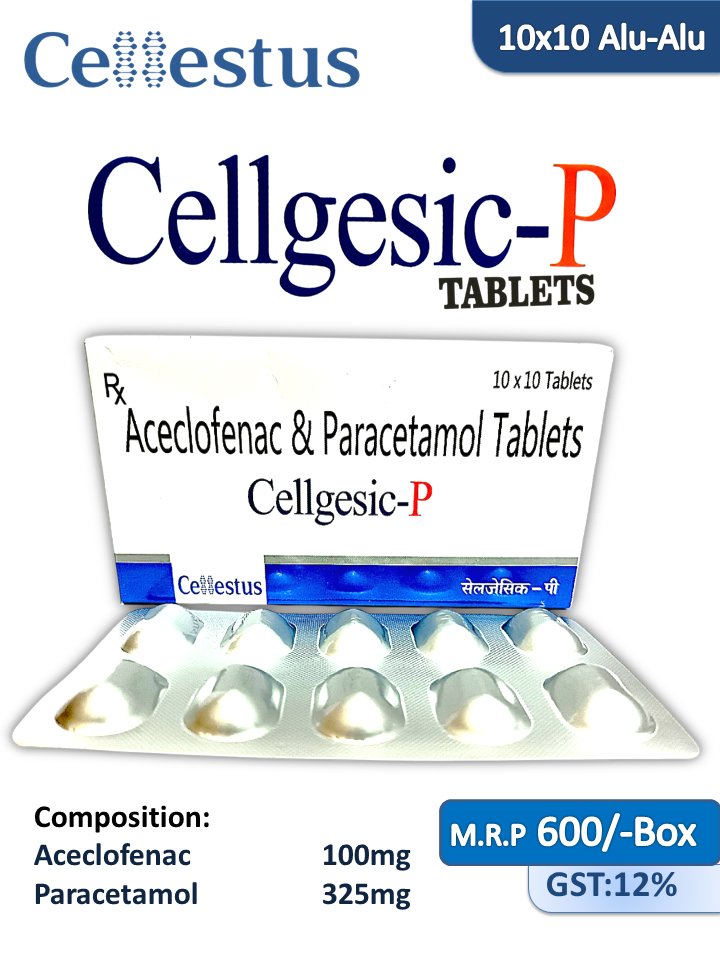 Cellestus
10x10 Alu-Alu
Cellgesic-P
TABLETS
Rx
10 x 10 Tablets
Aceclofenac & Paracetamol Tablets
Cellgesic-P
Cellestus
सेलजेसिक – पी
Composition:
Aceclofenac 100mg
Paracetamol 325mg
M.R.P 600/-Box
GST:12%